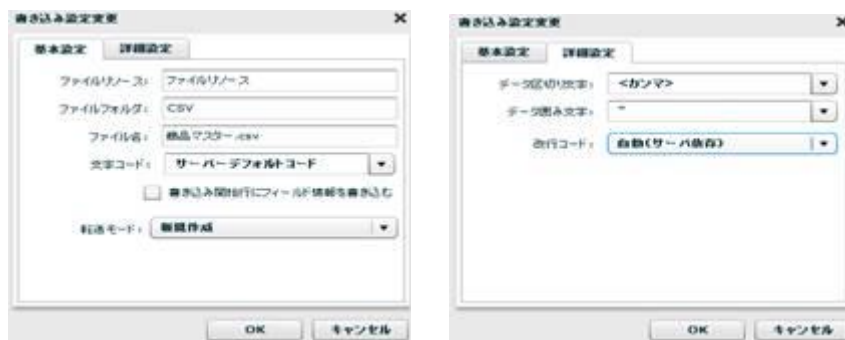 書き込み設定変更
基本設定 詳細設定
ファイルリソース: ファイルリソース
ファイルフォルダ: CSV
ファイル名: 商品マスター.csv
文字コード: サーバーデフォルトコード
書き込み開始行にフィールド情報を書き込む
転送モード: 新規作成
OK キャンセル
書き込み設定変更
基本設定 詳細設定
データ区切り文字: <カンマ>
データ囲み文字: "
改行コード: 自動(サーバ依存)
OK キャンセル